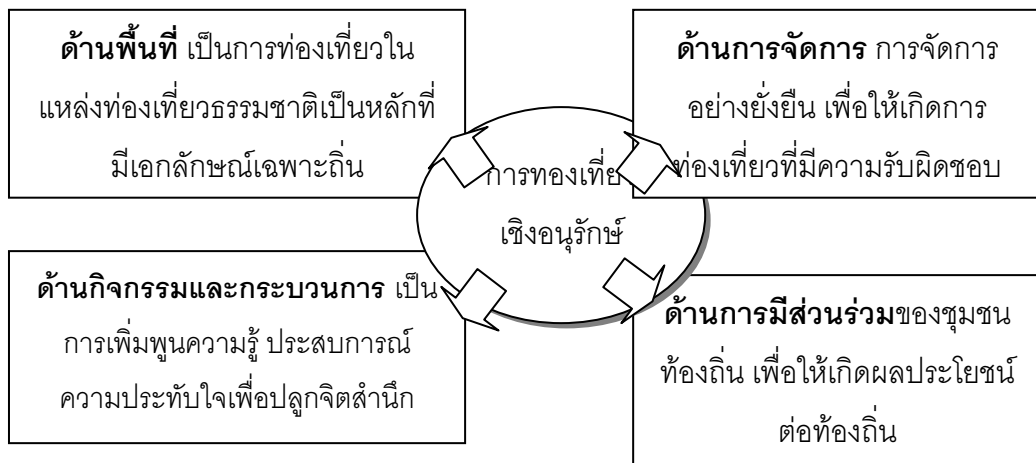 ด้านพื้นที่ เป็นการท่องเที่ยวใน
แหล่งท่องเที่ยวธรรมชาติเป็นหลักที่
มีเอกลักษณ์เฉพาะถิ่น
ด้านการจัดการ การจัดการ
อย่างยั่งยืน เพื่อให้เกิดการ
ท่องเที่ยวที่มีความรับผิดชอบ
การทองเที่ย
เชิงอนุรักษ์
ด้านกิจกรรมและกระบวนการ เป็น
การเพิ่มพูนความรู้ ประสบการณ์
ความประทับใจเพื่อปลูกจิตสำนึก
ด้านการมีส่วนร่วมของชุมชน
ท้องถิ่น เพื่อให้เกิดผลประโยชน์
ต่อท้องถิ่น